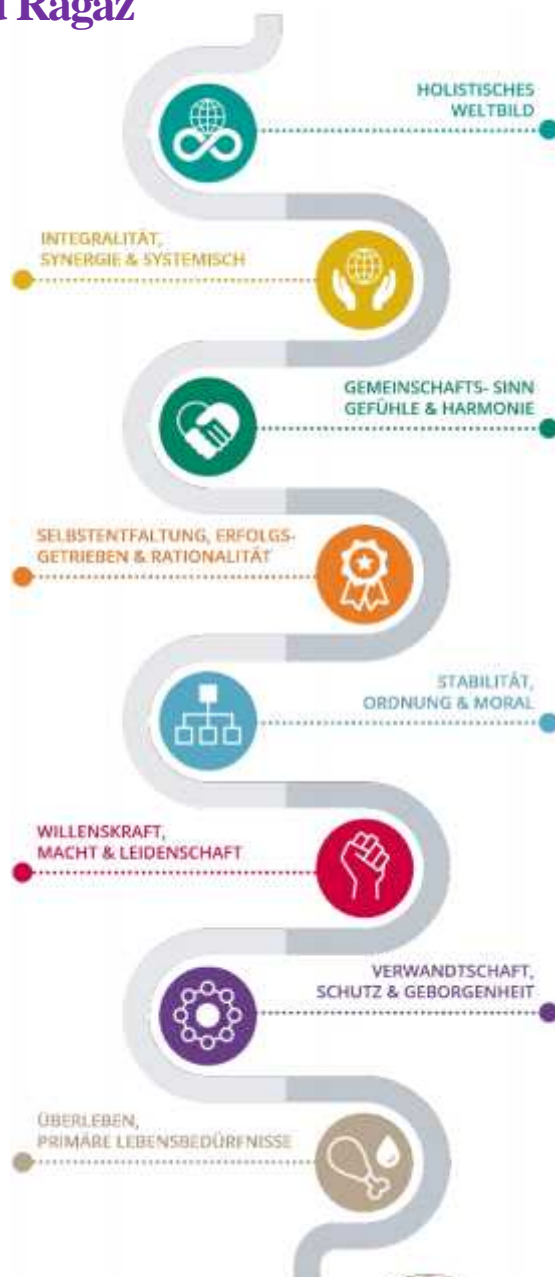 Ragaz
HOLISTISCHES
WELTBILD
INTEGRALITÄT,
SYNERGIE & SYSTEMISCH
GEMEINSCHAFTS- SINN
GEFÜHLE & HARMONIE
SELBSTENTFALTUNG, ERFOLGS-
GETRIEBEN & RATIONALITÄT
STABILITÄT,
ORDNUNG & MORAL
WILLENSKRAFT,
MACHT & LEIDENSCHAFT
VERWANDTSCHAFT,
SCHUTZ & GEBORGENHEIT
ÜBERLEBEN,
PRIMÄRE LEBENSBEDÜRFNISSE